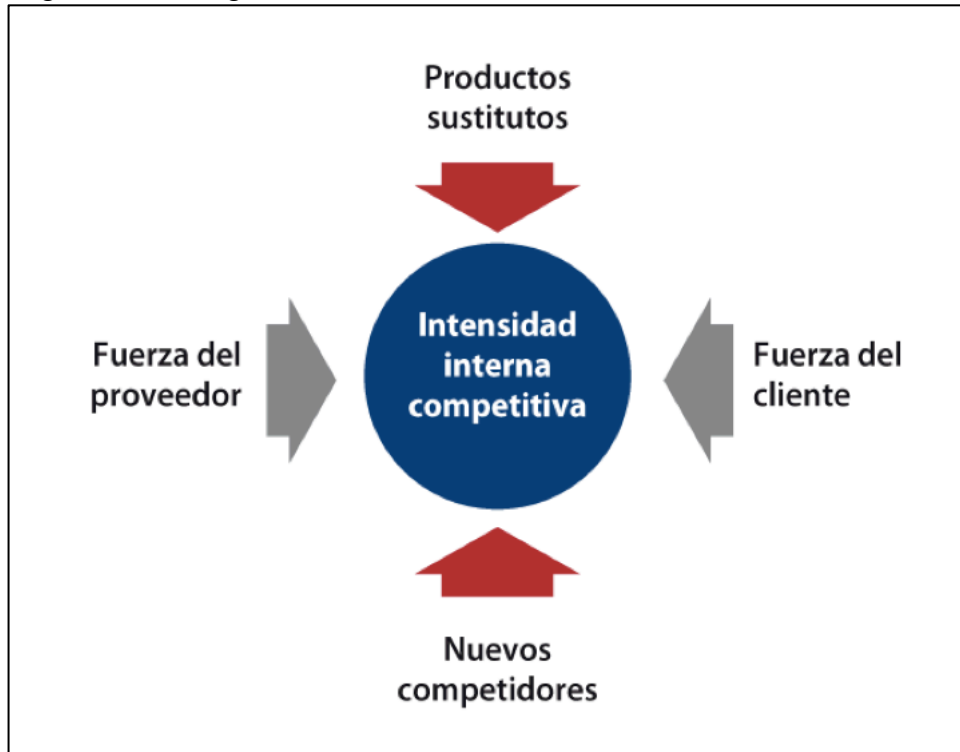 Productos
sustitutos
Fuerza del
proveedor
Intensidad
interna
competitiva
Fuerza del
cliente
Nuevos
competidores